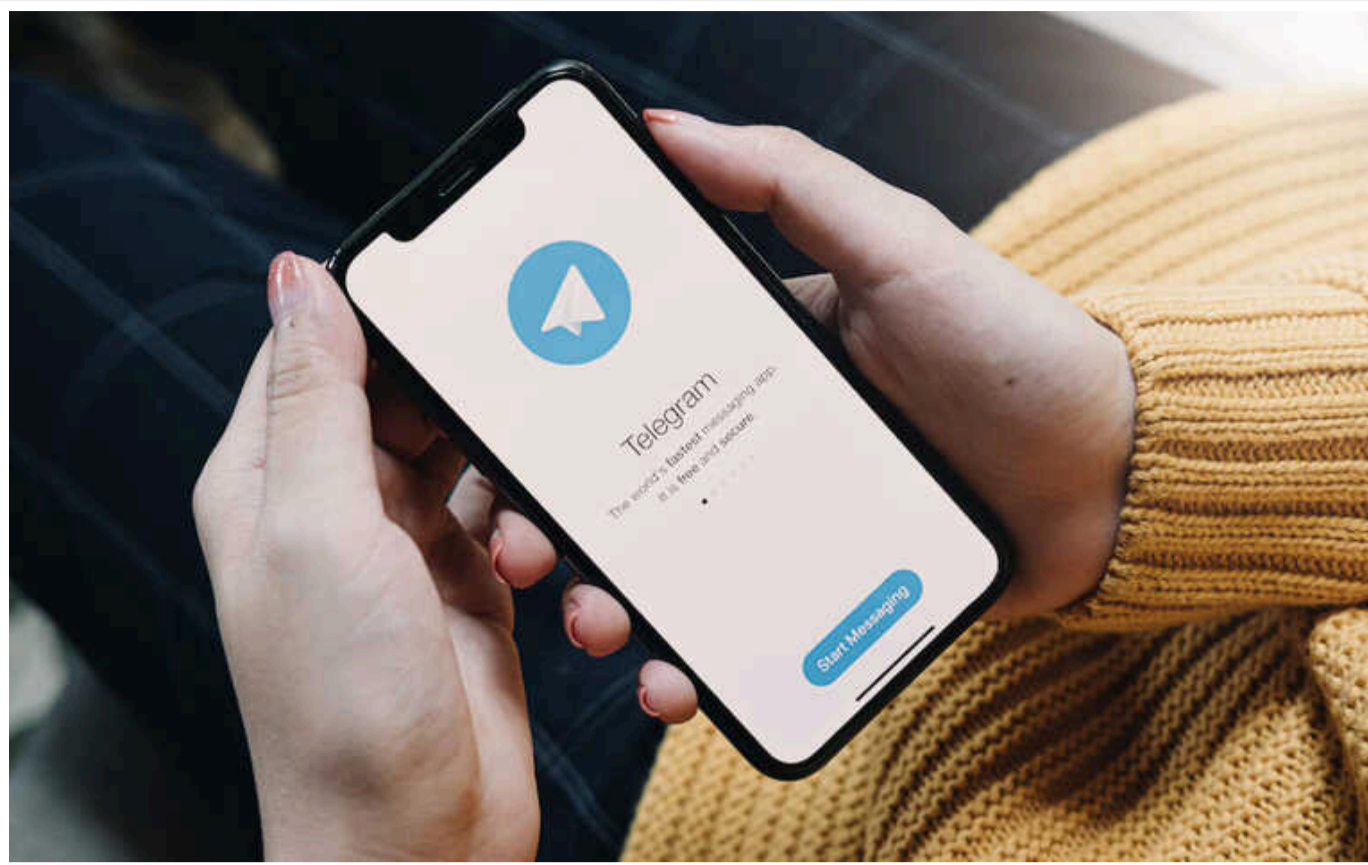 Telegram
The world's fastest messaging app.
It is free and secure.
Start Messaging